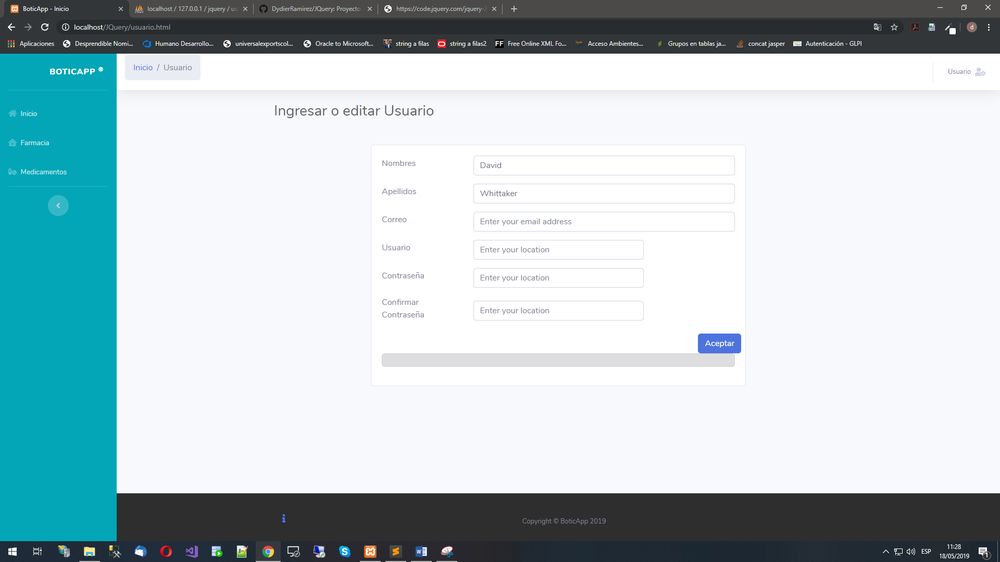 BoticApp - Inicio
localhost / 127.0.0.1 / jquery / us
DydierRamirez/JQuery: Proyecto
https://code.jquery.com/jquery-3
localhost/JQuery/usuario.html
d
Aplicaciones
Desprendible Nomi...
Humano Desarrollo...
universalexportscol...
Oracle to Microsoft...
string a filas
string a filas2
FF Free Online XML Fo...
Acceso Ambientes...
Grupos en tablas ja...
concat jasper
Autenticación - GLPI
BOTICAPP ®
Inicio / Usuario
Usuario
Inicio
Farmacia
Medicamentos
Ingresar o editar Usuario
Nombres
David
Apellidos
Whittaker
Correo
Enter your email address
Usuario
Enter your location
Contraseña
Enter your location
Confirmar
Contraseña
Enter your location
Aceptar
Copyright © BoticApp 2019
ESP
11:28
18/05/2019
1